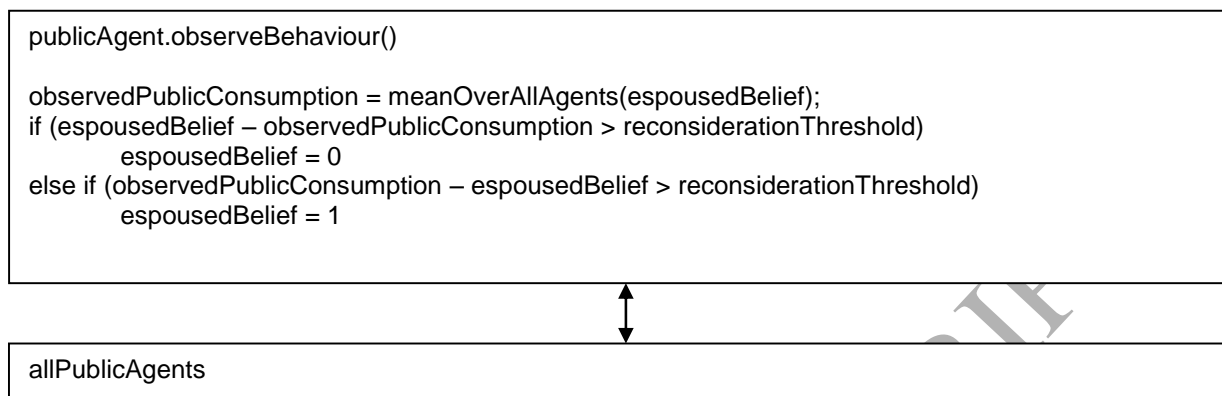 publicAgent.observeBehaviour()
observedPublicConsumption = meanOverAllAgents(espousedBelief);
if (espousedBelief – observedPublicConsumption > reconsiderationThreshold)
espousedBelief = 0
else if (observedPublicConsumption – espousedBelief > reconsiderationThreshold)
espousedBelief = 1
allPublicAgents